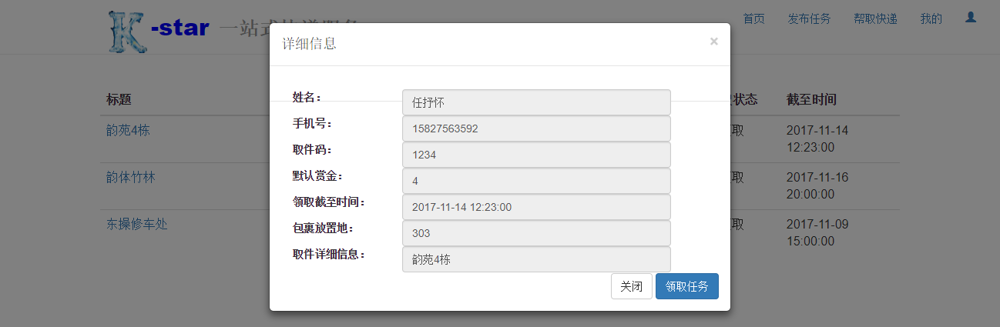 K -star 一站式快递服务
首页 发布任务 帮取快递 我的
详细信息 ×
标题 状态 截至时间
姓名： 任抒怀
手机号： 15827563592
取件码： 1234
默认赏金： 4
领取截至时间： 2017-11-14 12:23:00
包裹放置地： 303
取件详细信息： 韵苑4栋
关闭 领取任务
韵苑4栋 取 2017-11-14
12:23:00
韵体竹林 取 2017-11-16
20:00:00
东操修车处 取 2017-11-09
15:00:00